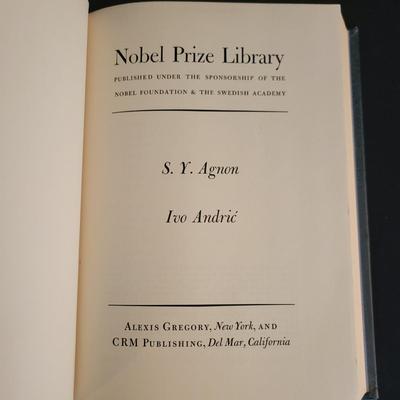 Nobel Prize Library
PUBLISHED UNDER THE SPONSORSHIP OF THE
NOBEL FOUNDATION & THE SWEDISH ACADEMY
S. Y. Agnon
Ivo Andrić
ALEXIS GREGORY, New York, AND
CRM PUBLISHING, Del Mar, California